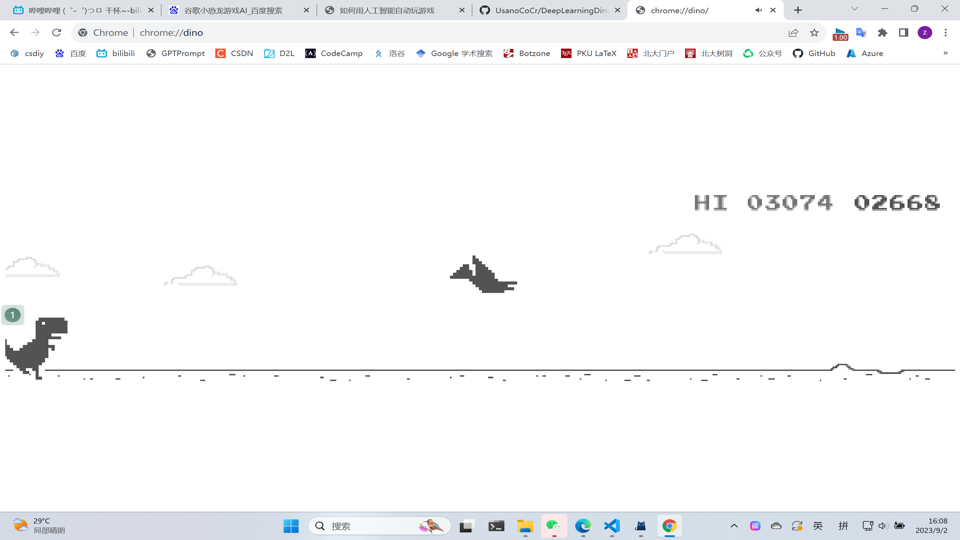 哔哩哔哩 (゜-゜)つロ 干杯~-bili
谷歌小恐龙游戏AI_百度搜索
如何用人工智能自动玩游戏
UsanoCoCr/DeepLearningDino
chrome://dino/
Chrome
chrome://dino
1.00
z
csdiy
百度
bilibili
GPTPrompt
CSDN
D2L
CodeCamp
洛谷
Google 学术搜索
Botzone
PKU LaTeX
北大门户
北大树洞
公众号
GitHub
Azure
»
HI 03074 02668
1
29°C
局部晴朗
搜索
英
拼
16:08
2023/9/2